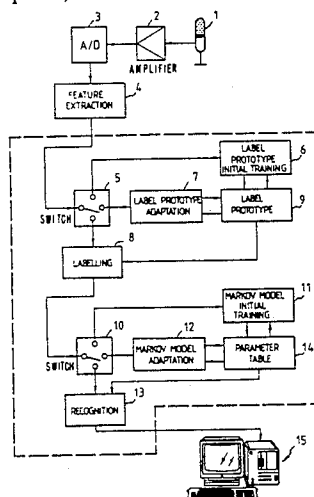 3
2
1
A/D
AMPLIFIER
FEATURE
EXTRACTION
4
LABEL
PROTOTYPE
INITIAL TRAINING
6
5
7
SWITCH
LABEL PROTOTYPE
ADAPTATION
LABEL
PROTOTYPE
9
8
LABELLING
MARKOV MODEL
INITIAL
TRAINING
11
10
12
SWITCH
MARKOV MODEL
ADAPTATION
PARAMETER
TABLE
14
13
RECOGNITION
15